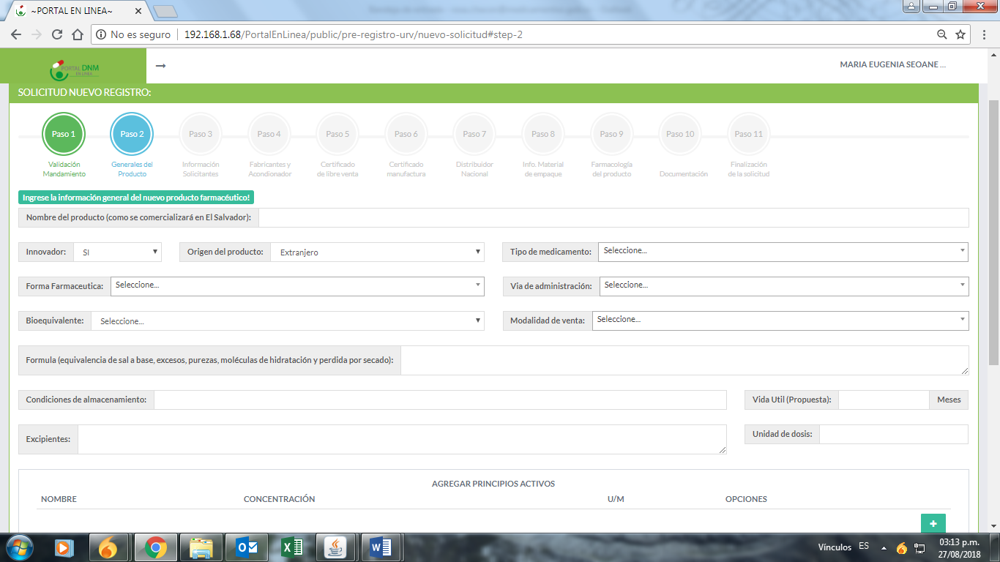 ~PORTAL EN LINEA~
No es seguro 192.168.1.68/PortalEnLinea/public/pre-registro-urv/nuevo-solicitud#step-2
PORTAL DNM
EN LINEA
MARIA EUGENIA SEOANE ...
SOLICITUD NUEVO REGISTRO:
Paso 1 Paso 2 Paso 3 Paso 4 Paso 5 Paso 6 Paso 7 Paso 8 Paso 9 Paso 10 Paso 11
Validación Mandamiento
Generales del Producto
Información Solicitantes
Fabricantes y Acondionador
Certificado de libre venta
Certificado manufactura
Distribuidor Nacional
Info. Material de empaque
Farmacología del producto
Documentación
Finalización de la solicitud
Ingrese la información general del nuevo producto farmacéutico!
Nombre del producto (como se comercializará en El Salvador):
Innovador: SI Origen del producto: Extranjero Tipo de medicamento: Seleccione...
Forma Farmaceutica: Seleccione... Via de administración: Seleccione...
Bioequivalente: Seleccione... Modalidad de venta: Seleccione...
Formula (equivalencia de sal a base, excesos, purezas, moléculas de hidratación y perdida por secado):
Condiciones de almacenamiento: Vida Util (Propuesta): Meses
Excipientes: Unidad de dosis:
AGREGAR PRINCIPIOS ACTIVOS
NOMBRE CONCENTRACIÓN U/M OPCIONES
+
Vínculos ES 03:13 p.m.
27/08/2018